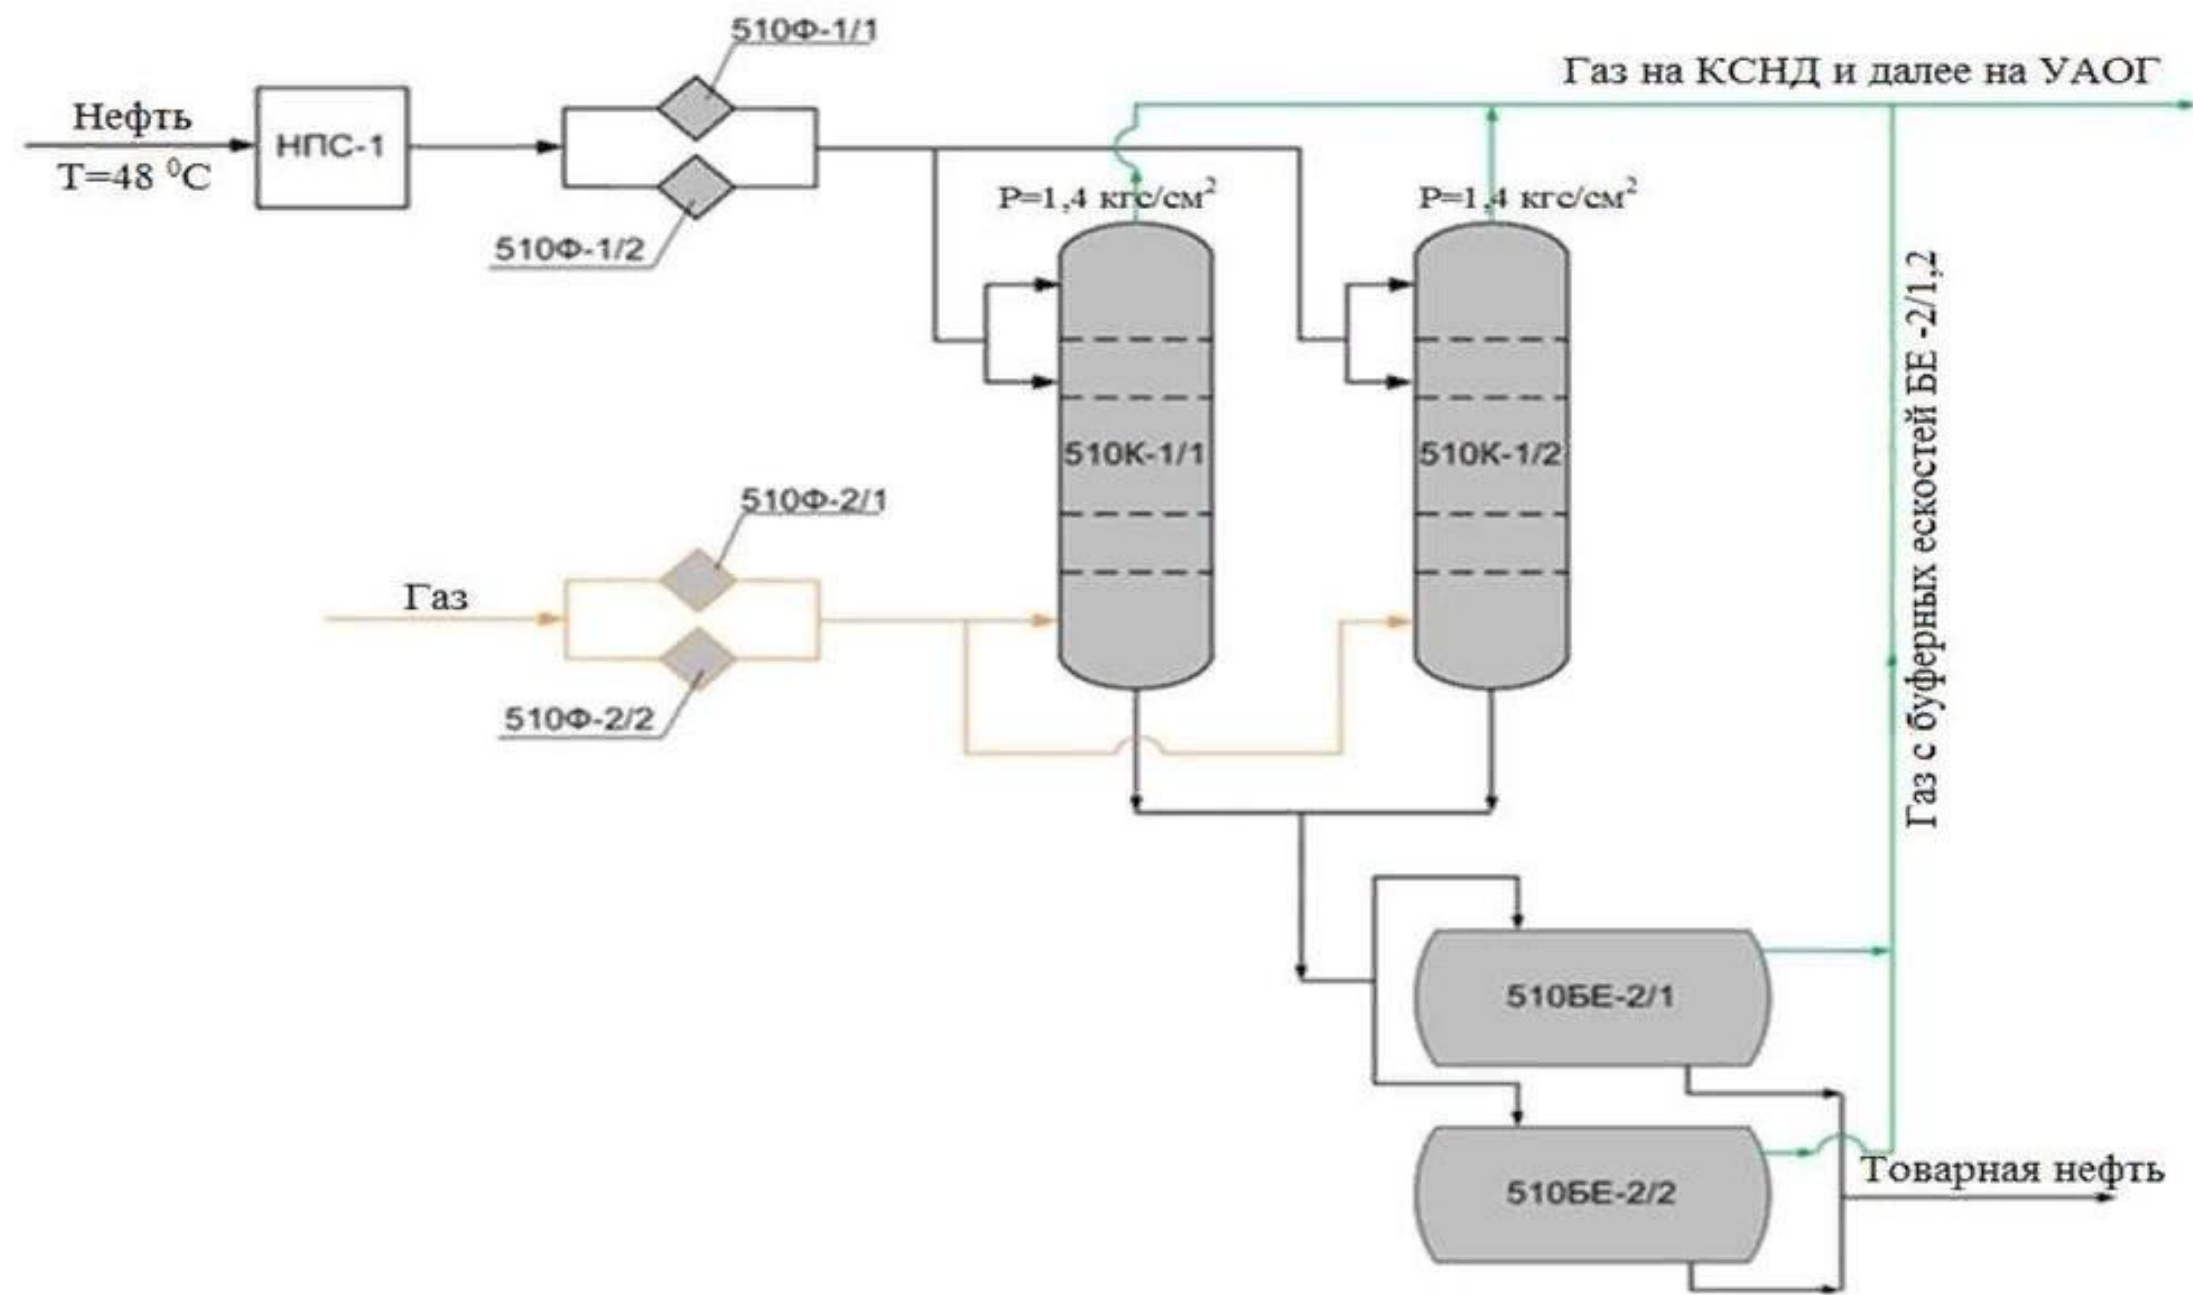 510Ф-1/1
Газ на КСНД и далее на УАОГ
Нефть
НПС-1
T=48 ⁰C
P=1,4 кгс/см²
P=1,4 кгс/см²
510Ф-1/2
Газ с буферных ескостей БЕ -2/1,2
510К-1/1
510К-1/2
510Ф-2/1
Газ
510Ф-2/2
510БЕ-2/1
Товарная нефть
510БЕ-2/2